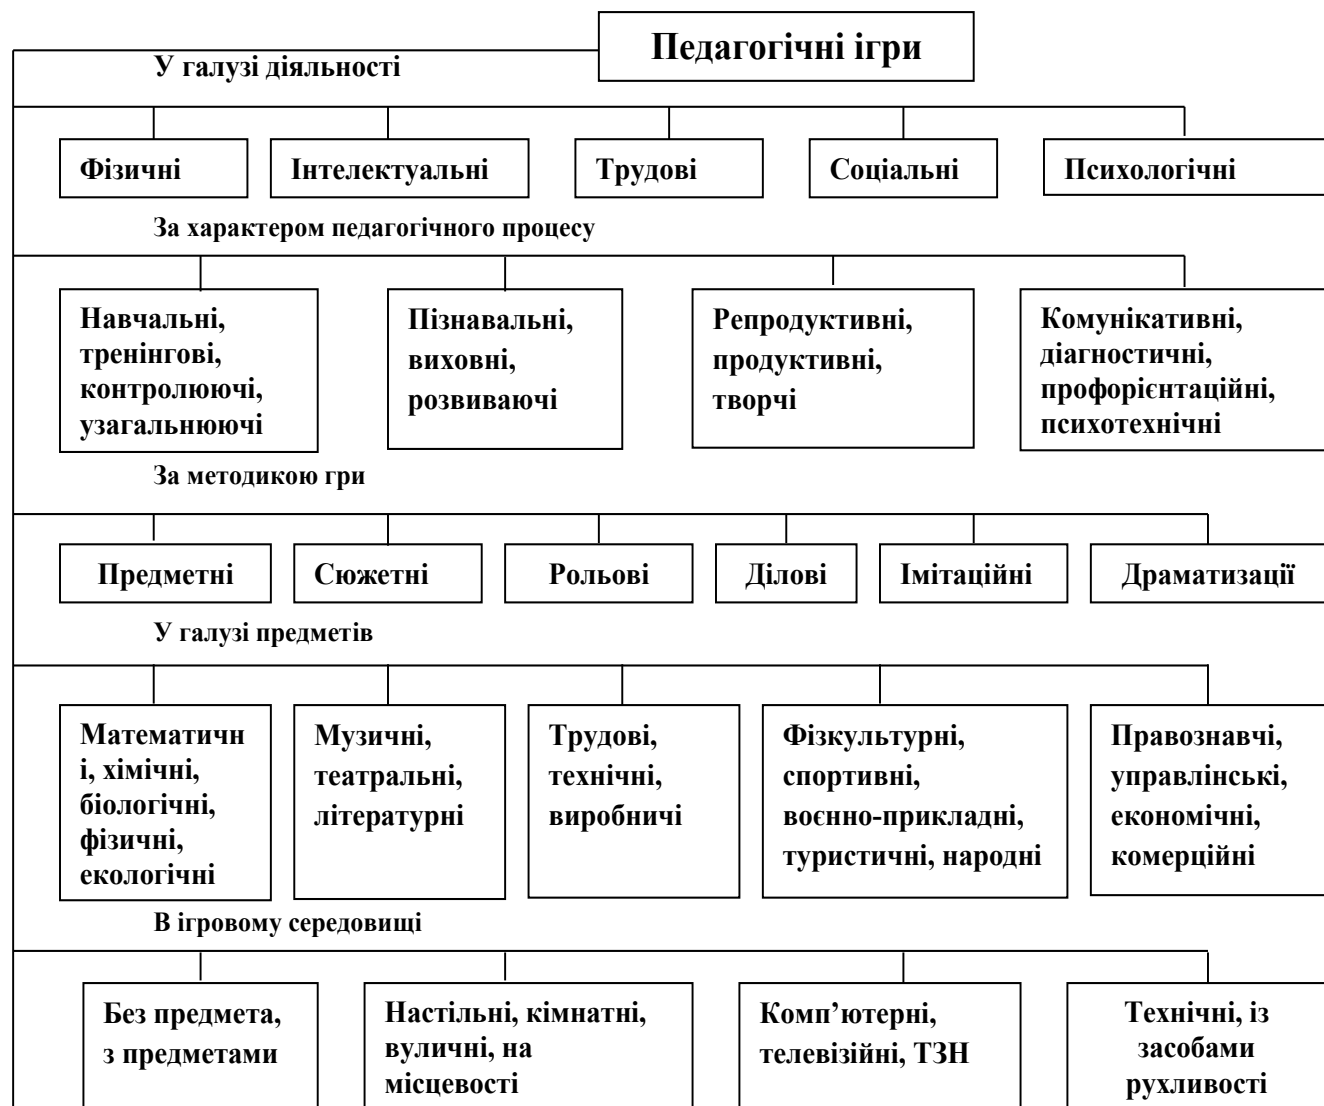 Педагогічні ігри
У галузі діяльності
Фізичні
Інтелектуальні
Трудові
Соціальні
Психологічні
За характером педагогічного процесу
Навчальні,
тренінгові,
контролюючі,
узагальнюючі
Пізнавальні,
виховні,
розвиваючі
Репродуктивні,
продуктивні,
творчі
Комунікативні,
діагностичні,
профорієнтаційні,
психотехнічні
За методикою гри
Предметні
Сюжетні
Рольові
Ділові
Імітаційні
Драматизації
У галузі предметів
Математичн
і, хімічні,
біологічні,
фізичні,
екологічні
Музичні,
театральні,
літературні
Трудові,
технічні,
виробничі
Фізкультурні,
спортивні,
воєнно-прикладні,
туристичні, народні
Правознавчі,
управлінські,
економічні,
комерційні
В ігровому середовищі
Без предмета,
з предметами
Настільні, кімнатні,
вуличні, на
місцевості
Комп’ютерні,
телевізійні, ТЗН
Технічні, із
засобами
рухливості